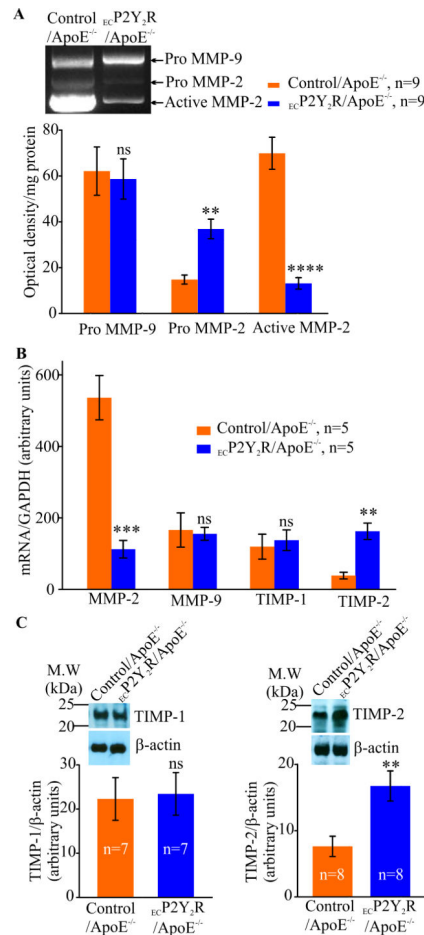 A
Control ECP2Y2R
/ApoE-/- /ApoE-/-
Pro MMP-9
Pro MMP-2
Active MMP-2
Control/ApoE-/-, n=9
ECP2Y2R/ApoE-/-, n=9
Optical density/mg protein
80
60
40
20
0
ns
**
****
Pro MMP-9 Pro MMP-2 Active MMP-2
B
mRNA/GAPDH (arbitrary units)
600
400
200
0
Control/ApoE-/-, n=5
ECP2Y2R/ApoE-/-, n=5
***
ns
ns
**
MMP-2 MMP-9 TIMP-1 TIMP-2
C
M.W
(kDa)
Control/ApoE-/-
ECP2Y2R/ApoE-/-
25
20
TIMP-1
β-actin
TIMP-1/β-actin
(arbitrary units)
20
10
0
ns
n=7
n=7
Control
/ApoE-/-
ECP2Y2R
/ApoE-/-
M.W
(kDa)
Control/ApoE-/-
ECP2Y2R/ApoE-/-
25
20
TIMP-2
β-actin
TIMP-2/β-actin
(arbitrary units)
20
10
0
**
n=8
n=8
Control
/ApoE-/-
ECP2Y2R
/ApoE-/-